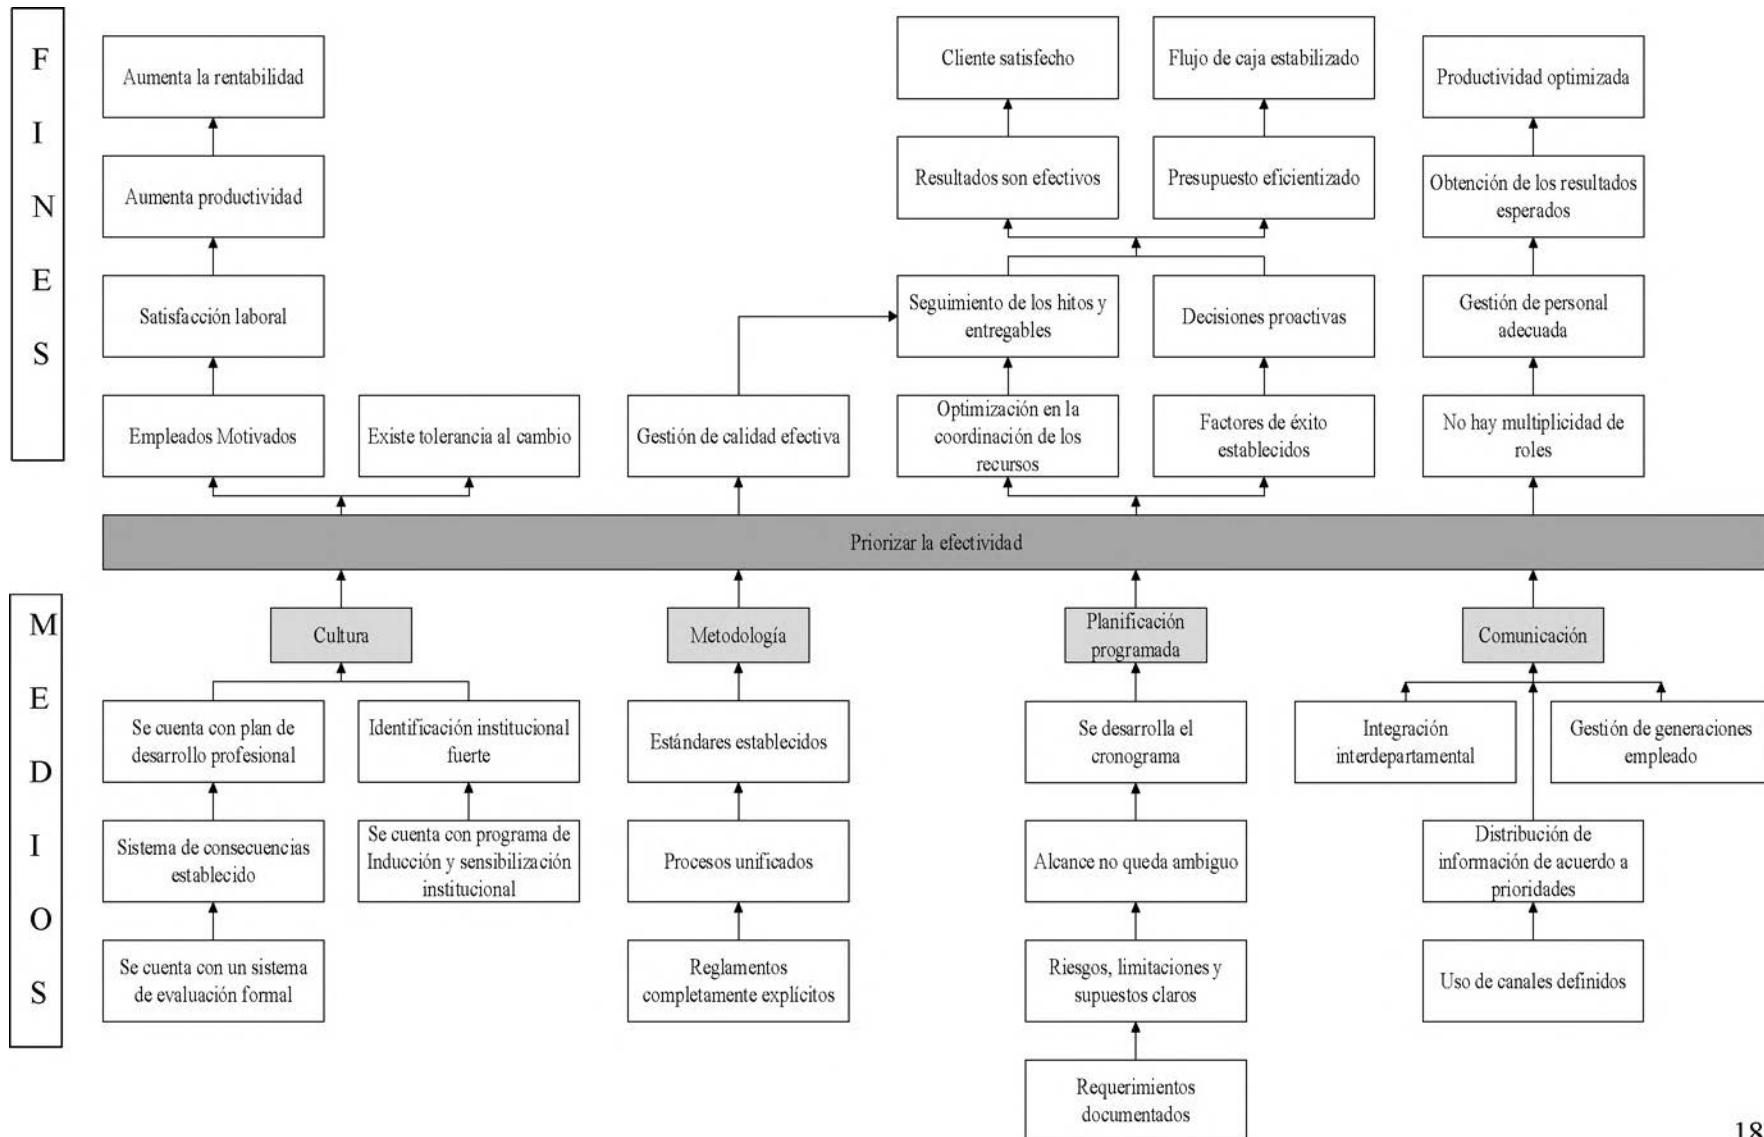 F
I
N
E
S
Aumenta la rentabilidad
Cliente satisfecho
Flujo de caja estabilizado
Productividad optimizada
Aumenta productividad
Resultados son efectivos
Presupuesto eficientizado
Obtención de los resultados
esperados
Satisfacción laboral
Seguimiento de los hitos y
entregables
Decisiones proactivas
Gestión de personal
adecuada
Empleados Motivados
Existe tolerancia al cambio
Gestión de calidad efectiva
Optimización en la
coordinación de los
recursos
Factores de éxito
establecidos
No hay multiplicidad de
roles
Priorizar la efectividad
M
E
D
I
O
S
Cultura
Metodología
Planificación
programada
Comunicación
Se cuenta con plan de
desarrollo profesional
Identificación institucional
fuerte
Estándares establecidos
Se desarrolla el
cronograma
Integración
interdepartamental
Gestión de generaciones
empleado
Sistema de consecuencias
establecido
Se cuenta con programa de
Inducción y sensibilización
institucional
Procesos unificados
Alcance no queda ambiguo
Distribución de
información de acuerdo a
prioridades
Se cuenta con un sistema
de evaluación formal
Reglamentos
completamente explícitos
Riesgos, limitaciones y
supuestos claros
Uso de canales definidos
Requerimientos
documentados
18